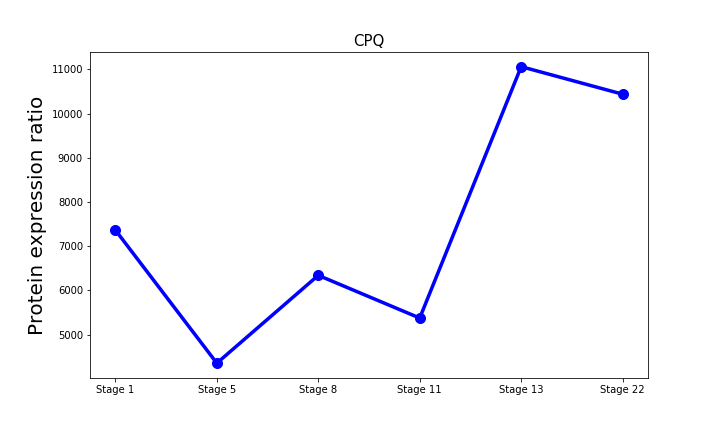 CPQ
Protein expression ratio
11000
10000
9000
8000
7000
6000
5000
Stage 1 Stage 5 Stage 8 Stage 11 Stage 13 Stage 22